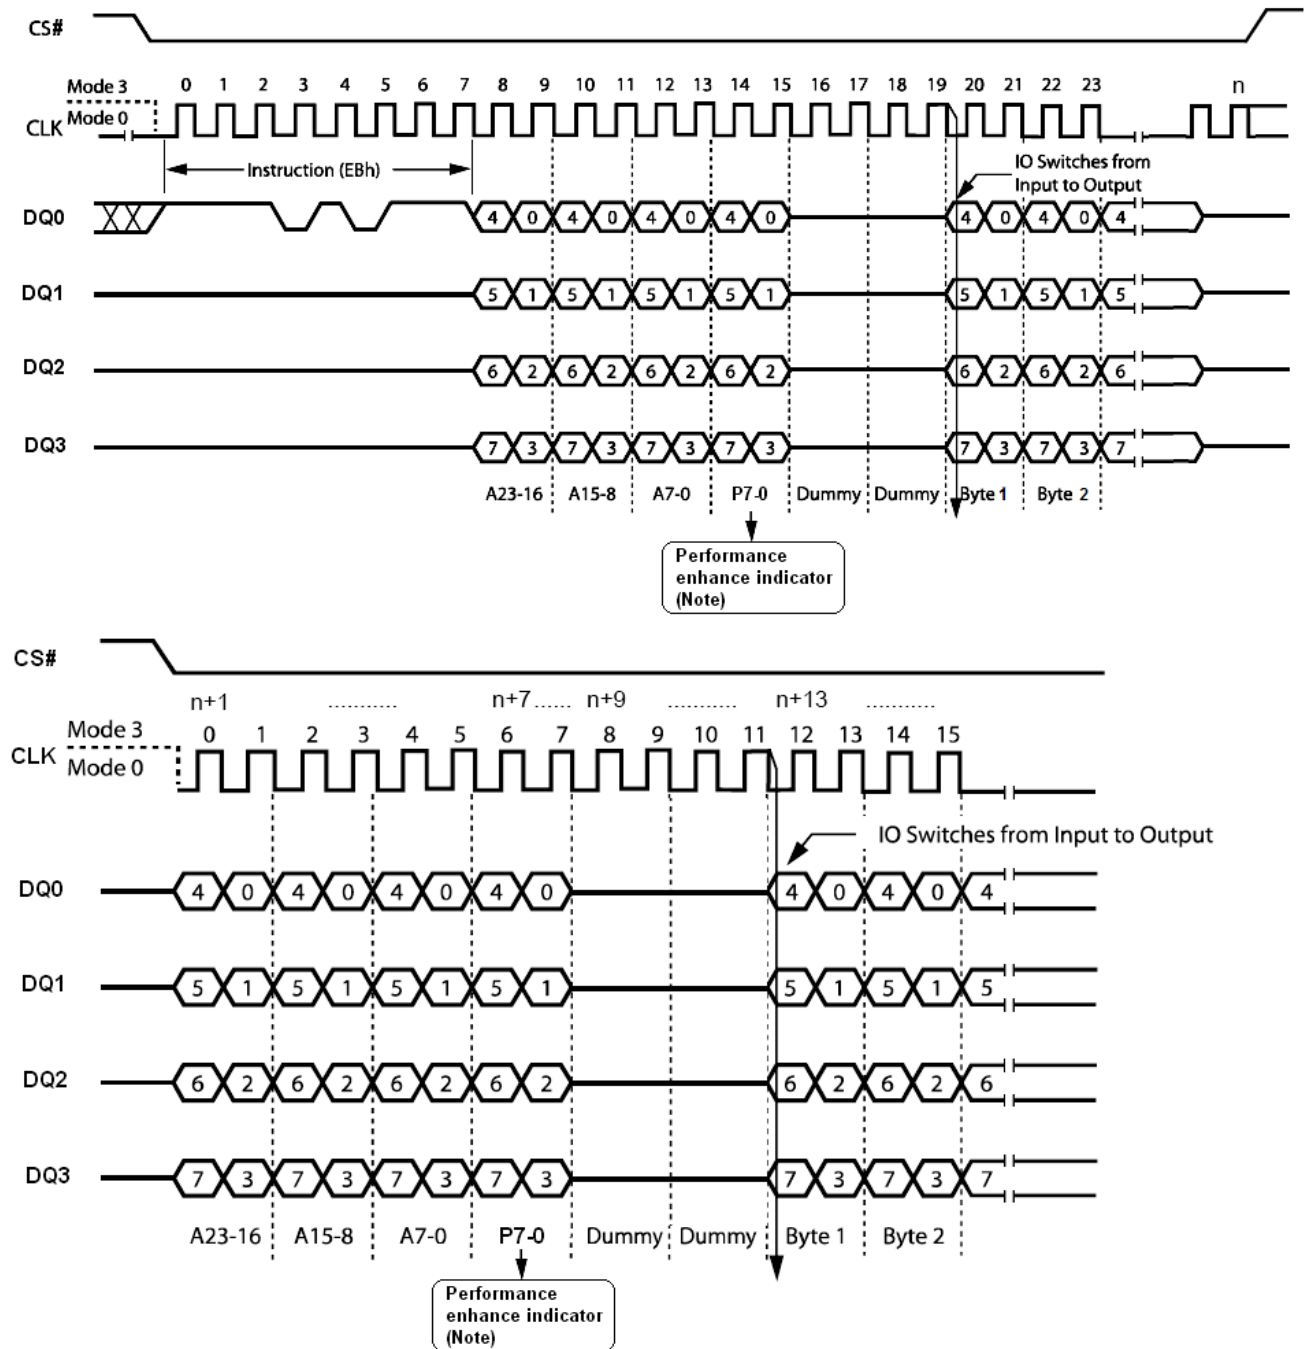 CS#
0 1 2 3 4 5 6 7 8 9 10 11 12 13 14 15 16 17 18 19 20 21 22 23 n
Mode 3
Mode 0
CLK
Instruction (EBh)
IO Switches from
Input to Output
DQ0 4 0 4 0 4 0 4 0 4 0 4 0 4
DQ1 5 1 5 1 5 1 5 1 5 1 5 1 5
DQ2 6 2 6 2 6 2 6 2 6 2 6 2 6
DQ3 7 3 7 3 7 3 7 3 7 3 7 3 7
A23-16 A15-8 A7-0 P7-0 Dummy Dummy Byte 1 Byte 2
Performance
enhance indicator
(Note)
CS#
n+1 ............ n+7...... n+9 ............ n+13 ............
Mode 3
0 1 2 3 4 5 6 7 8 9 10 11 12 13 14 15
CLK
Mode 0
IO Switches from Input to Output
DQ0 4 0 4 0 4 0 4 0 4 0 4 0 4
DQ1 5 1 5 1 5 1 5 1 5 1 5 1 5
DQ2 6 2 6 2 6 2 6 2 6 2 6 2 6
DQ3 7 3 7 3 7 3 7 3 7 3 7 3 7
A23-16 A15-8 A7-0 P7-0 Dummy Dummy Byte 1 Byte 2
Performance
enhance indicator
(Note)